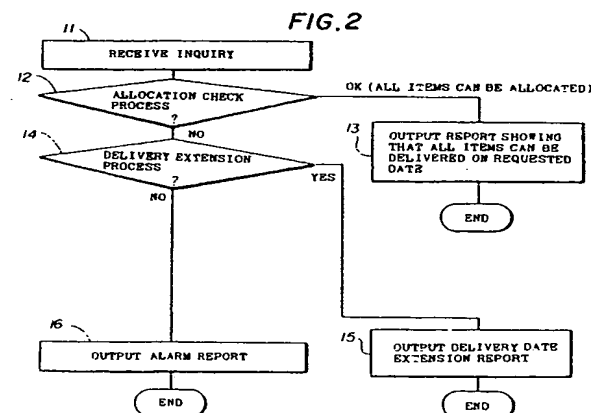 FIG. 2
11
RECEIVE INQUIRY
12
ALLOCATION CHECK
PROCESS
?
OK (ALL ITEMS CAN BE ALLOCATED)
NO
13
OUTPUT REPORT SHOWING
THAT ALL ITEMS CAN BE
DELIVERED ON REQUESTED
DATE
END
14
DELIVERY EXTENSION
PROCESS
?
YES
NO
16
OUTPUT ALARM REPORT
END
15
OUTPUT DELIVERY DATE
EXTENSION REPORT
END